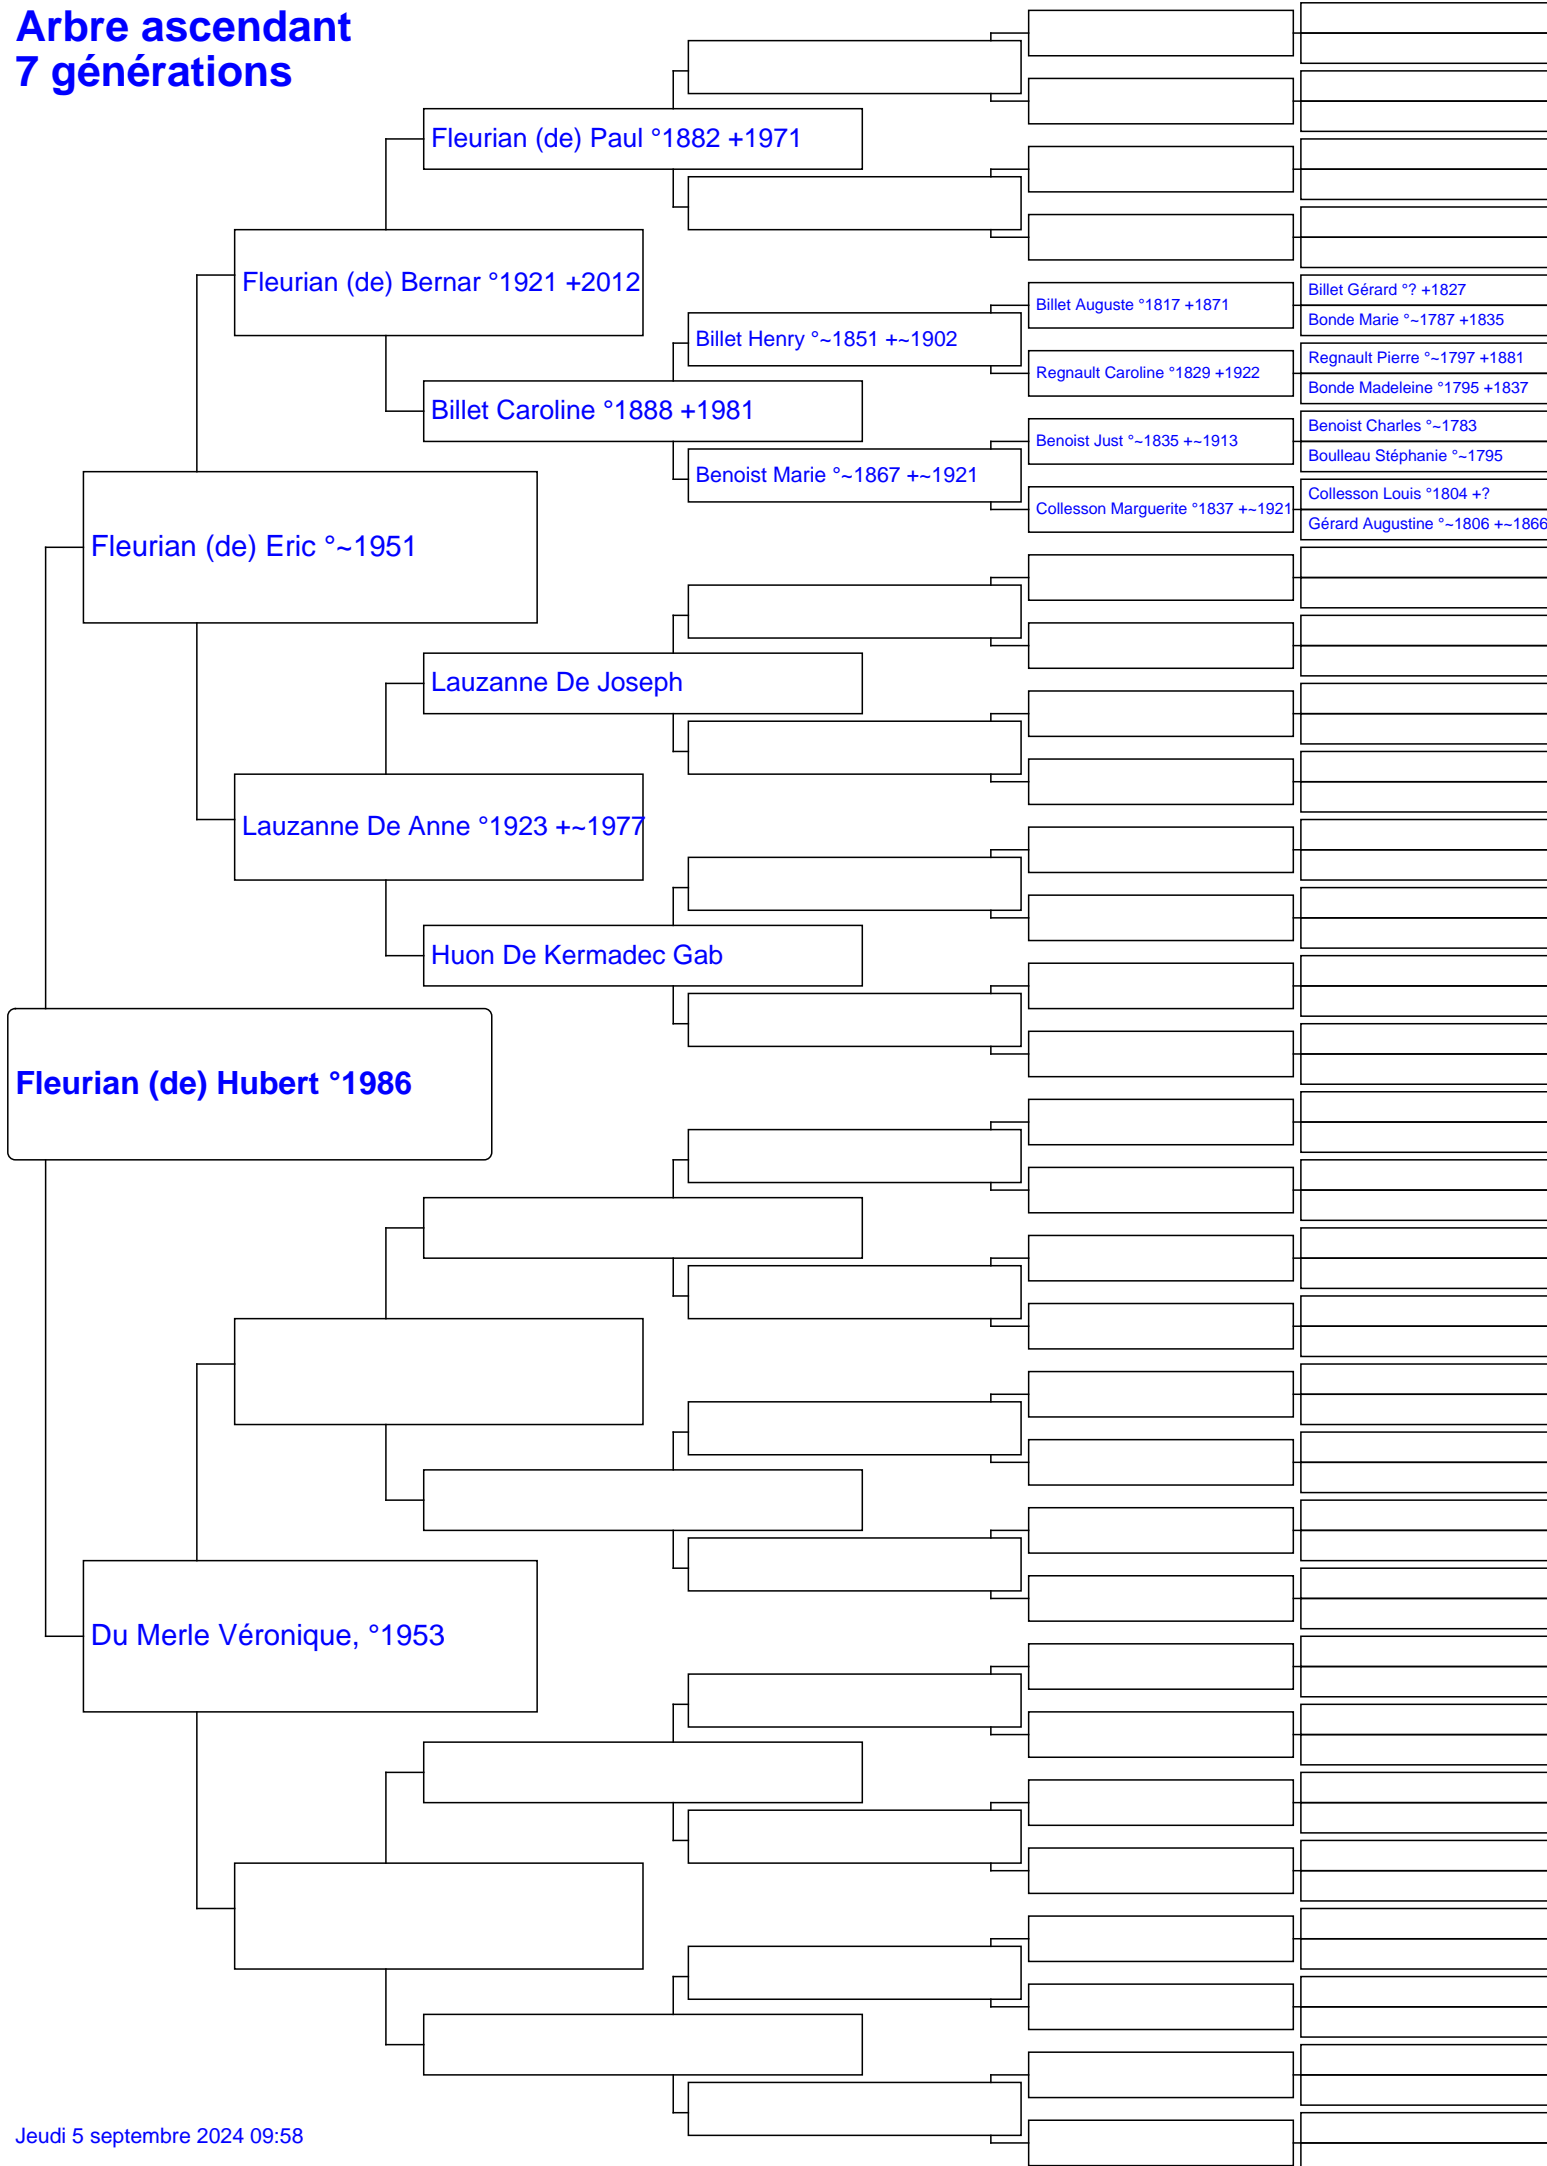 Arbre ascendant
7 générations
Fleurian (de) Paul °1882 +1971
Fleurian (de) Bernar °1921 +2012
Billet Gérard °? +1827
Billet Auguste °1817 +1871
Bonde Marie °~1787 +1835
Billet Henry °~1851 +~1902
Regnault Pierre °~1797 +1881
Regnault Caroline °1829 +1922
Bonde Madeleine °1795 +1837
Billet Caroline °1888 +1981
Benoist Charles °~1783
Benoist Just °~1835 +~1913
Boulleau Stéphanie °~1795
Benoist Marie °~1867 +~1921
Collesson Louis °1804 +?
Collesson Marguerite °1837 +~1921
Gérard Augustine °~1806 +~1866
Fleurian (de) Eric °~1951
Lauzanne De Joseph
Lauzanne De Anne °1923 +~1977
Huon De Kermadec Gab
Fleurian (de) Hubert °1986
Du Merle Véronique, °1953
Jeudi 5 septembre 2024 09:58